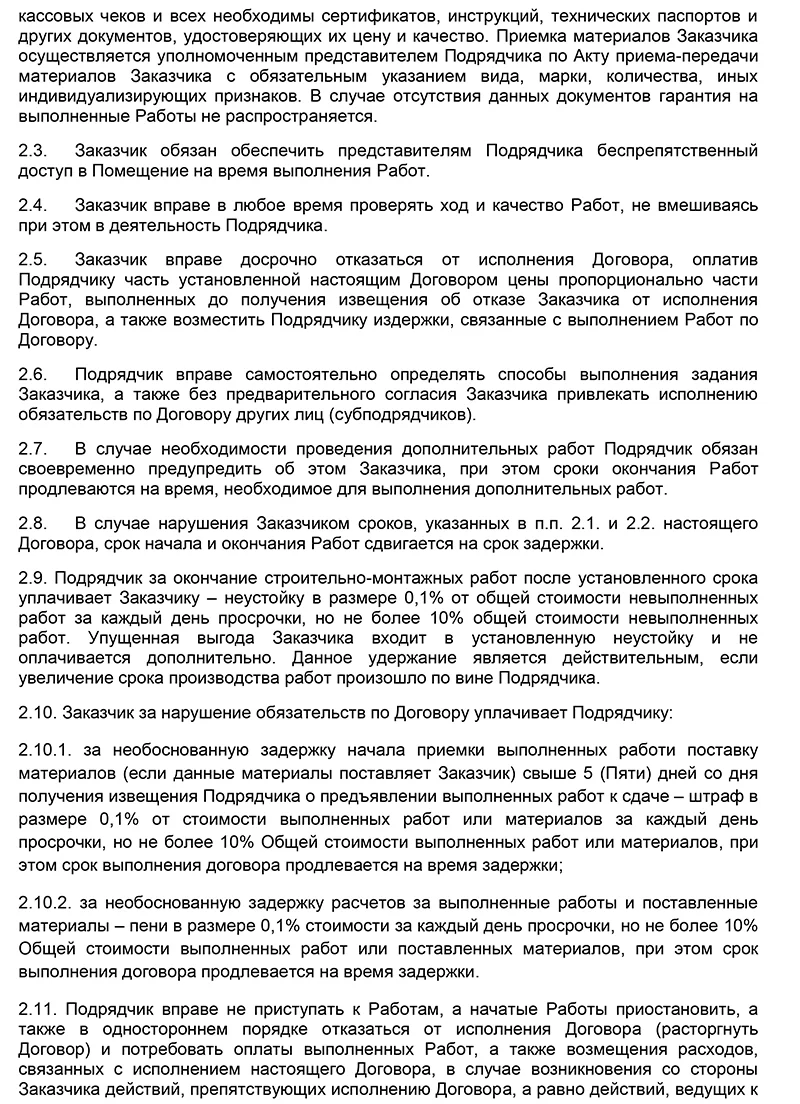 кассовых чеков и всех необходимы сертификатов, инструкций, технических паспортов и
других документов, удостоверяющих их цену и качество. Приемка материалов Заказчика
осуществляется уполномоченным представителем Подрядчика по Акту приема-передачи
материалов Заказчика с обязательным указанием вида, марки, количества, иных
индивидуализирующих признаков. В случае отсутствия данных документов гарантия на
выполненные Работы не распространяется.
2.3. Заказчик обязан обеспечить представителям Подрядчика беспрепятственный
доступ в Помещение на время выполнения Работ.
2.4. Заказчик вправе в любое время проверять ход и качество Работ, не вмешиваясь
при этом в деятельность Подрядчика.
2.5. Заказчик вправе досрочно отказаться от исполнения Договора, оплатив
Подрядчику часть установленной настоящим Договором цены пропорционально части
Работ, выполненных до получения извещения об отказе Заказчика от исполнения
Договора, а также возместить Подрядчику издержки, связанные с выполнением Работ по
Договору.
2.6. Подрядчик вправе самостоятельно определять способы выполнения задания
Заказчика, а также без предварительного согласия Заказчика привлекать исполнению
обязательств по Договору других лиц (субподрядчиков).
2.7. В случае необходимости проведения дополнительных работ Подрядчик обязан
своевременно предупредить об этом Заказчика, при этом сроки окончания Работ
продлеваются на время, необходимое для выполнения дополнительных работ.
2.8. В случае нарушения Заказчиком сроков, указанных в п.п. 2.1. и 2.2. настоящего
Договора, срок начала и окончания Работ сдвигается на срок задержки.
2.9. Подрядчик за окончание строительно-монтажных работ после установленного срока
уплачивает Заказчику – неустойку в размере 0,1% от общей стоимости невыполненных
работ за каждый день просрочки, но не более 10% общей стоимости невыполненных
работ. Упущенная выгода Заказчика входит в установленную неустойку и не
оплачивается дополнительно. Данное удержание является действительным, если
увеличение срока производства работ произошло по вине Подрядчика.
2.10. Заказчик за нарушение обязательств по Договору уплачивает Подрядчику:
2.10.1. за необоснованную задержку начала приемки выполненных работи поставку
материалов (если данные материалы поставляет Заказчик) свыше 5 (Пяти) дней со дня
получения извещения Подрядчика о предъявлении выполненных работ к сдаче – штраф в
размере 0,1% от стоимости выполненных работ или материалов за каждый день
просрочки, но не более 10% Общей стоимости выполненных работ или материалов, при
этом срок выполнения договора продлевается на время задержки;
2.10.2. за необоснованную задержку расчетов за выполненные работы и поставленные
материалы – пени в размере 0,1% стоимости за каждый день просрочки, но не более 10%
Общей стоимости выполненных работ или поставленных материалов, при этом срок
выполнения договора продлевается на время задержки.
2.11. Подрядчик вправе не приступать к Работам, а начатые Работы приостановить, а
также в одностороннем порядке отказаться от исполнения Договора (расторгнуть
Договор) и потребовать оплаты выполненных Работ, а также возмещения расходов,
связанных с исполнением настоящего Договора, в случае возникновения со стороны
Заказчика действий, препятствующих исполнению Договора, а равно действий, ведущих к